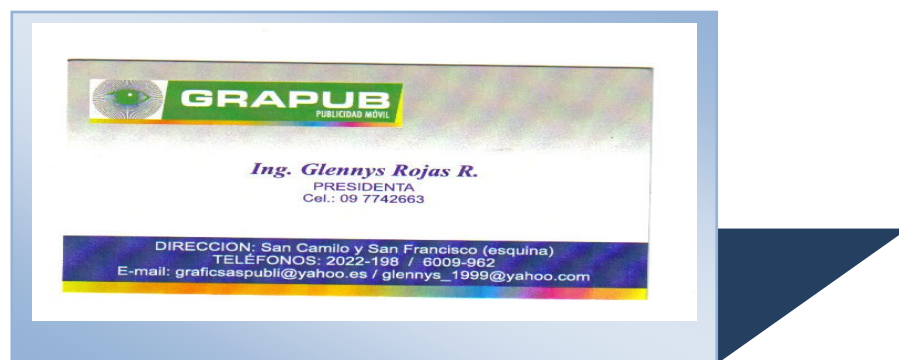 GRAPUB
PUBLICIDAD MÓVIL
Ing. Glennys Rojas R.
PRESIDENTA
Cel.: 09 7742663
DIRECCION: San Camilo y San Francisco (esquina)
TELÉFONOS: 2022-198 / 6009-962
E-mail: graficsaspubli@yahoo.es / glennys_1999@yahoo.com